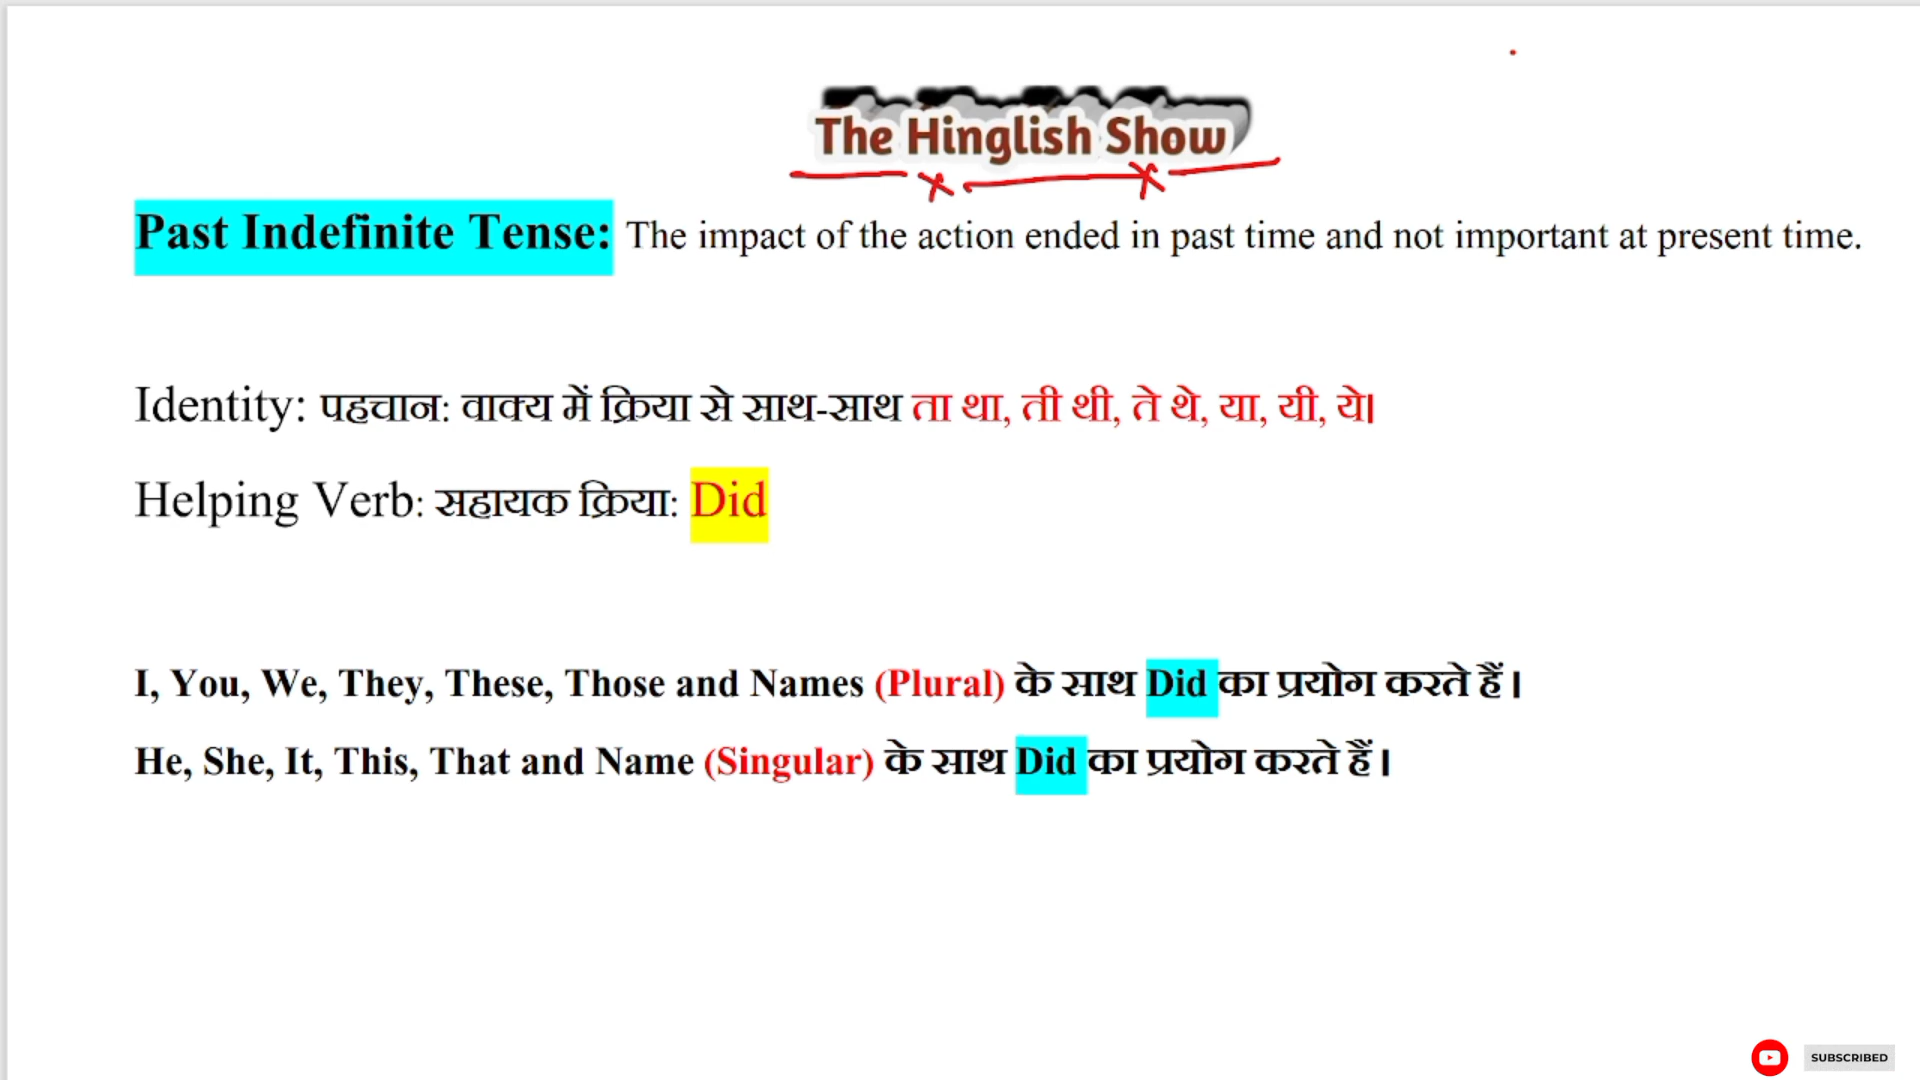 The Hinglish Show
Past Indefinite Tense: The impact of the action ended in past time and not important at present time.
Identity: पहचान: वाक्य में क्रिया से साथ-साथ ता था, ती थी, ते थे, या, यी, ये।
Helping Verb: सहायक क्रिया: Did
I, You, We, They, These, Those and Names (Plural) के साथ Did का प्रयोग करते हैं।
He, She, It, This, That and Name (Singular) के साथ Did का प्रयोग करते हैं।
SUBSCRIBED